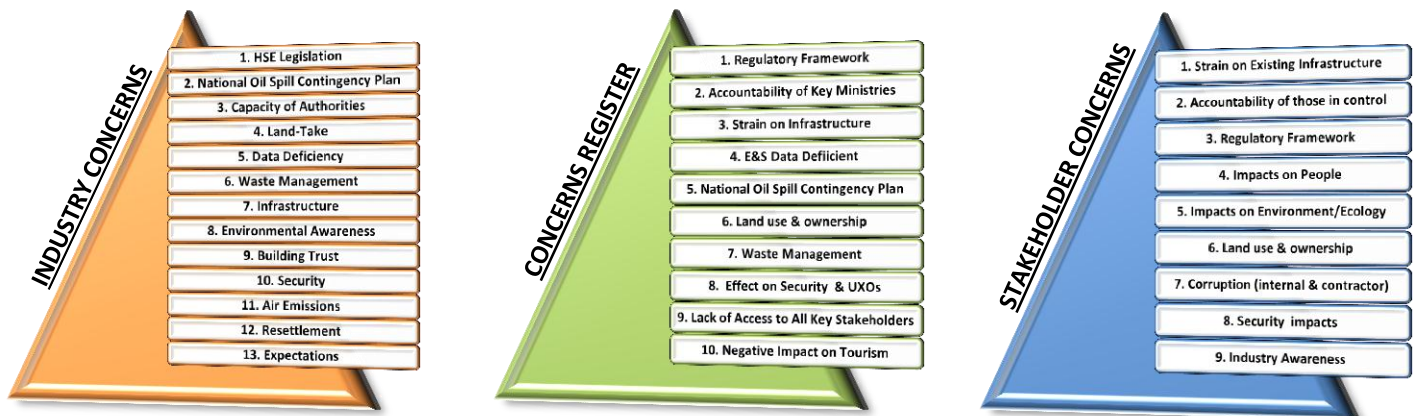 INDUSTRY CONCERNS
1. HSE Legislation
2. National Oil Spill Contingency Plan
3. Capacity of Authorities
4. Land-Take
5. Data Deficiency
6. Waste Management
7. Infrastructure
8. Environmental Awareness
9. Building Trust
10. Security
11. Air Emissions
12. Resettlement
13. Expectations
CONCERNS REGISTER
1. Regulatory Framework
2. Accountability of Key Ministries
3. Strain on Infrastructure
4. E&S Data Defiicient
5. National Oil Spill Contingency Plan
6. Land use & ownership
7. Waste Management
8. Effect on Security & UXOs
9. Lack of Access to All Key Stakeholders
10. Negative Impact on Tourism
STAKEHOLDER CONCERNS
1. Strain on Existing Infrastructure
2. Accountability of those in control
3. Regulatory Framework
4. Impacts on People
5. Impacts on Environment/Ecology
6. Land use & ownership
7. Corruption (internal & contractor)
8. Security impacts
9. Industry Awareness